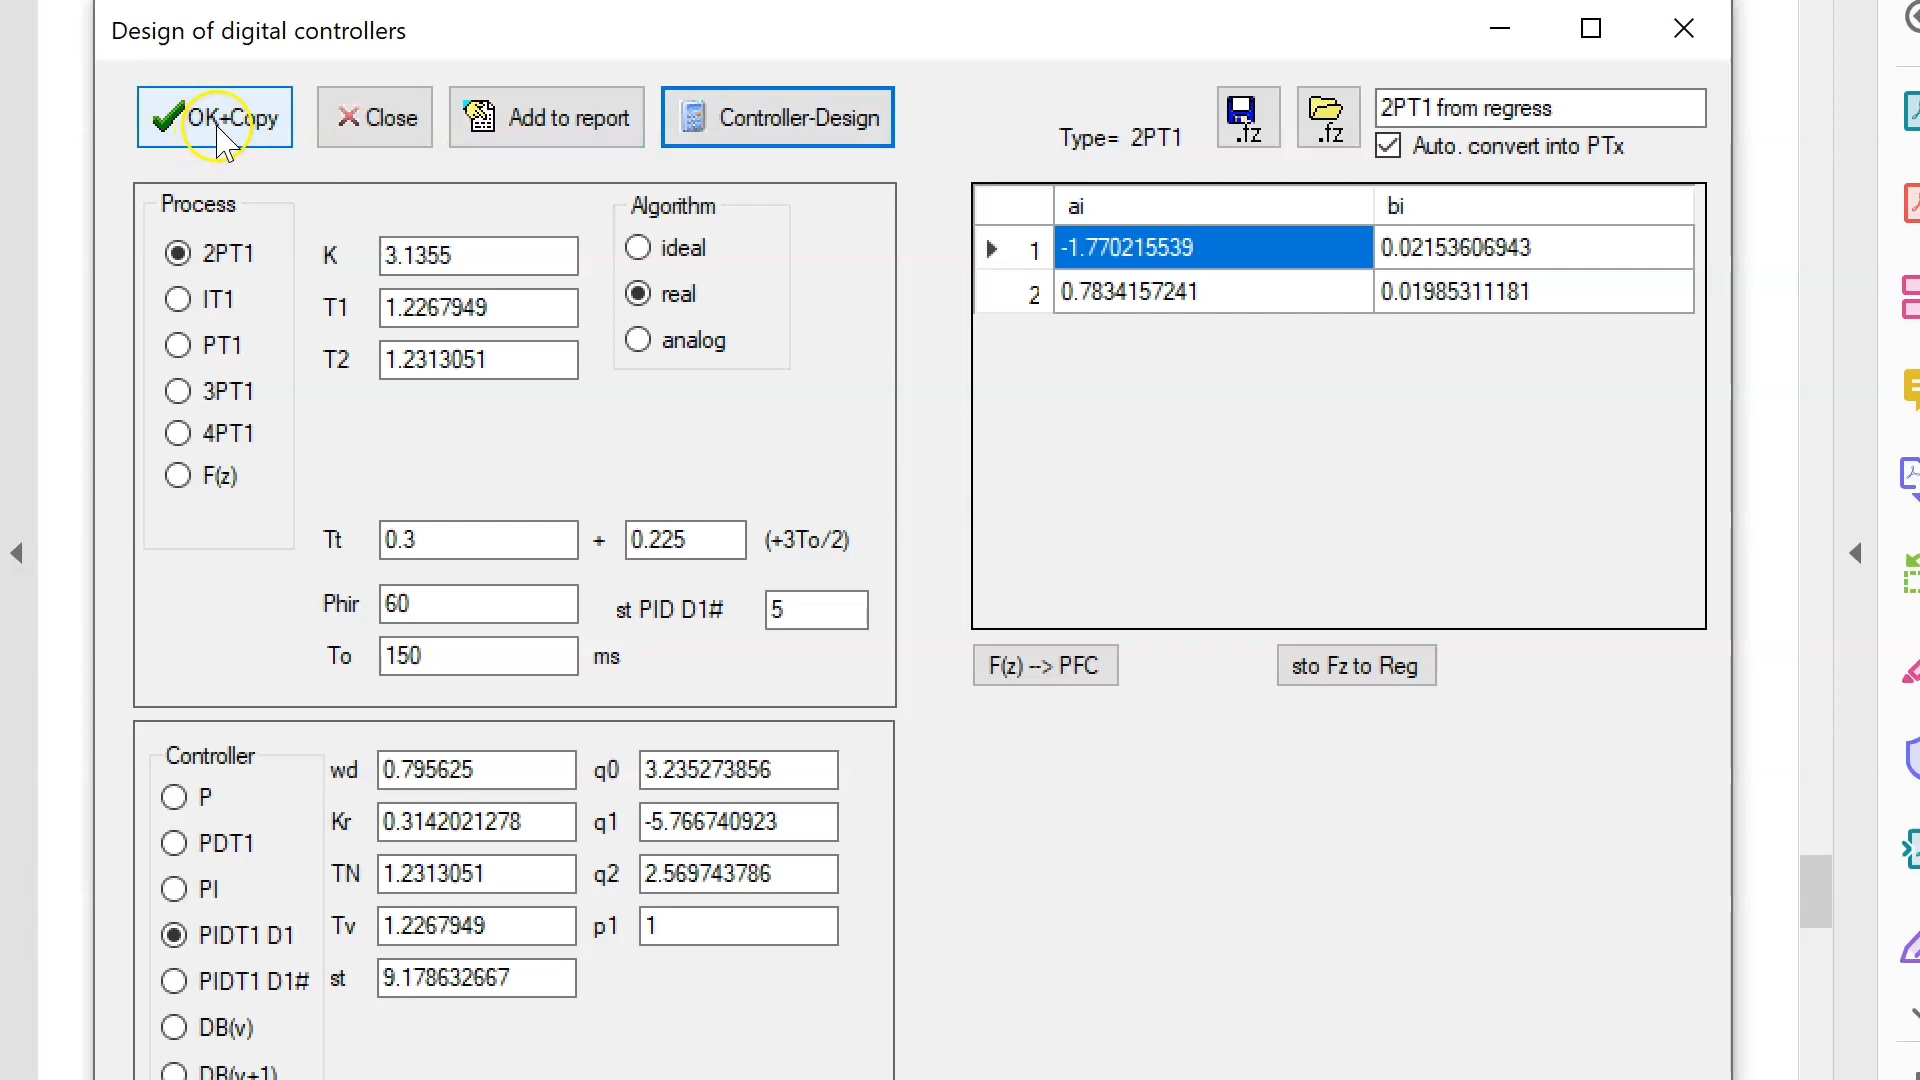 Design of digital controllers
OK+Copy
Close
Add to report
Controller-Design
Type= 2PT1
.fz
.fz
2PT1 from regress
Auto. convert into PTx
Process
2PT1
IT1
PT1
3PT1
4PT1
F(z)
K 3.1355
T1 1.2267949
T2 1.2313051
Algorithm
ideal
real
analog
Tt 0.3 + 0.225 (+3To/2)
Phir 60 st PID D1# 5
To 150 ms
ai bi
1 -1.770215539 0.02153606943
2 0.7834157241 0.01985311181
F(z) --> PFC
sto Fz to Reg
Controller
P
PDT1
PI
PIDT1 D1
PIDT1 D1#
DB(v)
DB(v+1)
wd 0.795625 q0 3.235273856
Kr 0.3142021278 q1 -5.766740923
TN 1.2313051 q2 2.569743786
Tv 1.2267949 p1 1
st 9.178632667